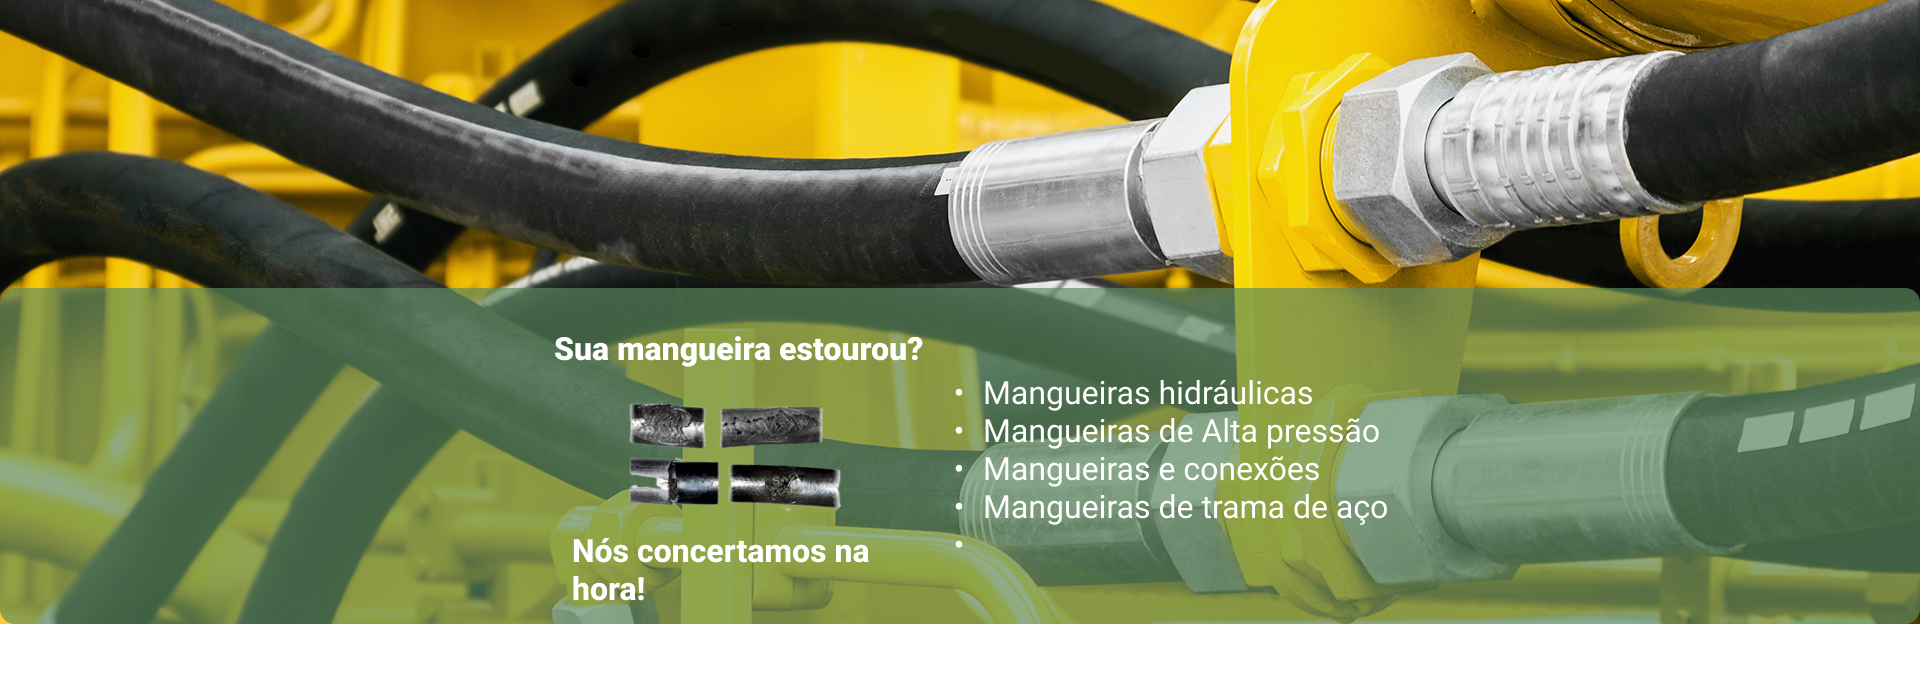 Sua mangueira estourou?
• Mangueiras hidráulicas
• Mangueiras de Alta pressão
• Mangueiras e conexões
• Mangueiras de trama de aço
•
Nós concertamos na
hora!